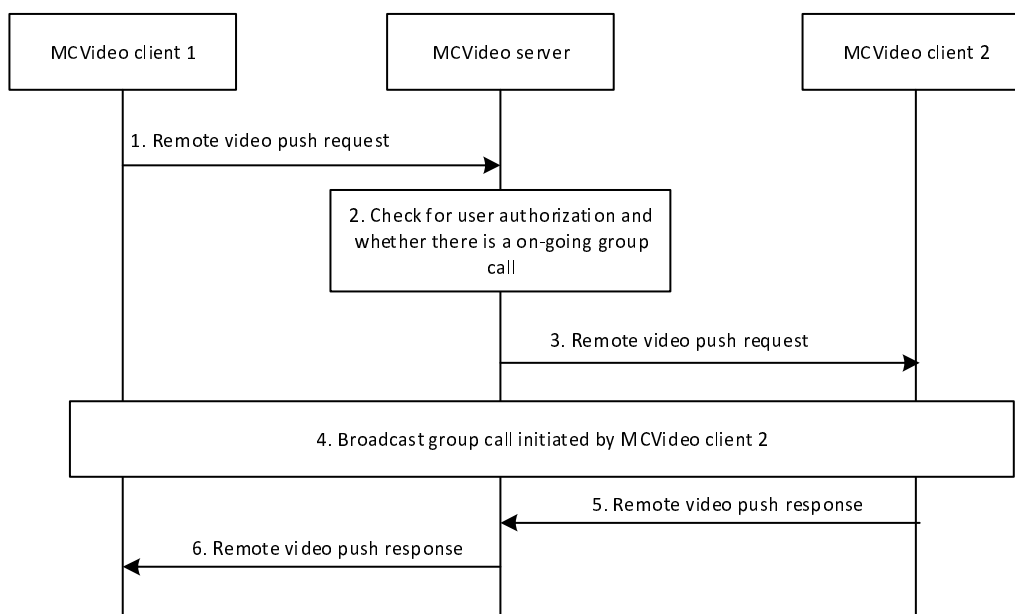 MCVideo client 1
MCVideo server
MCVideo client 2
1. Remote video push request
2. Check for user authorization and
whether there is a on-going group
call
3. Remote video push request
4. Broadcast group call initiated by MCVideo client 2
5. Remote video push response
6. Remote video push response